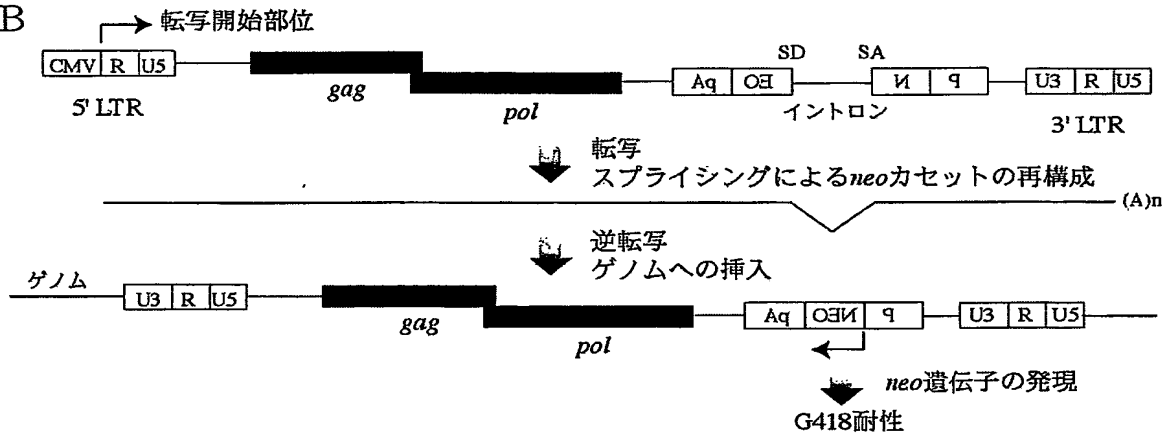 B
転写開始部位
CMV R U5
5' LTR
gag
pol
pA EO
SD
SA
イントロン
N P
U3 R U5
3' LTR
転写
スプライシングによるneoカセットの再構成
(A)n
逆転写
ゲノムへの挿入
ゲノム
U3 R U5
gag
pol
pA NEO P
U3 R U5
neo遺伝子の発現
G418耐性